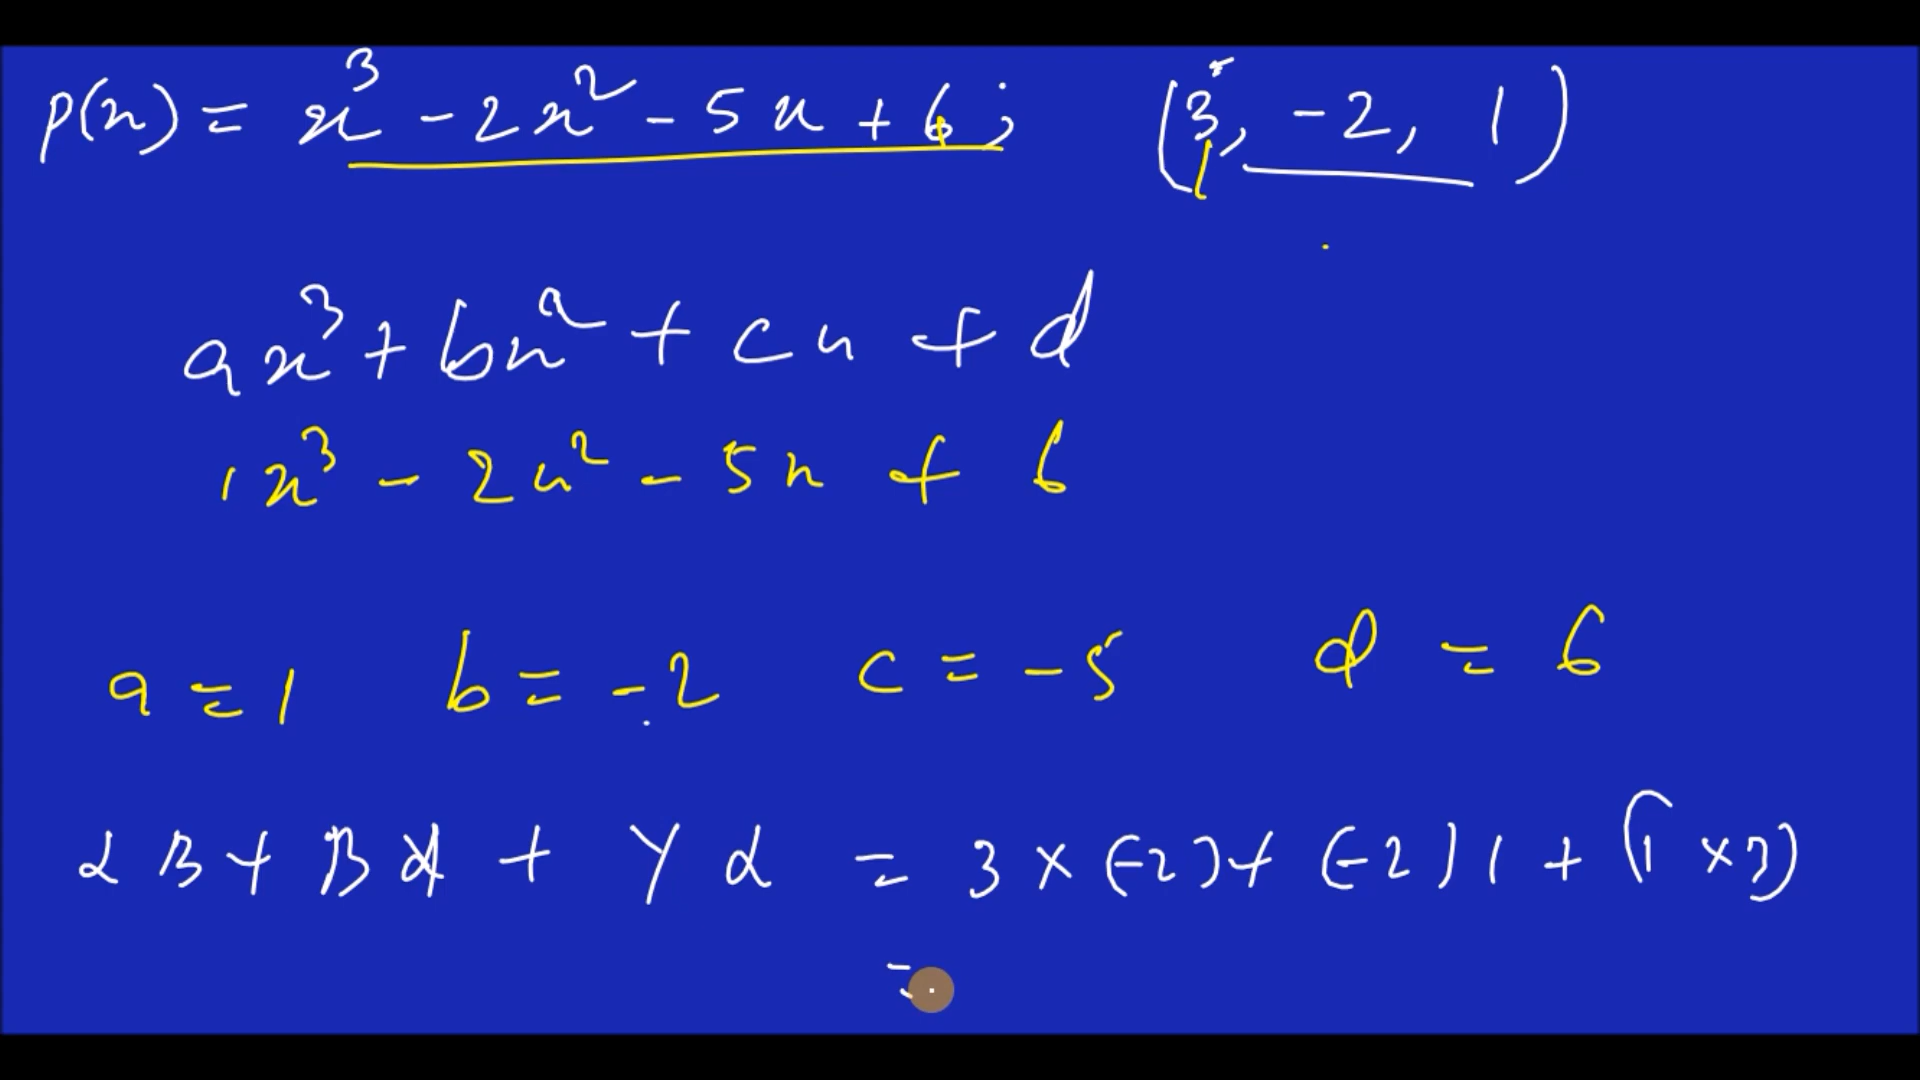 p(x) = x³ - 2x² - 5x + 6; (3, -2, 1)
ax³ + bx² + cx + d
1x³ - 2x² - 5x + 6
a = 1 b = -2 c = -5 d = 6
αβ + βγ + γα = 3 × (-2) + (-2) 1 + (1 × 3)
=